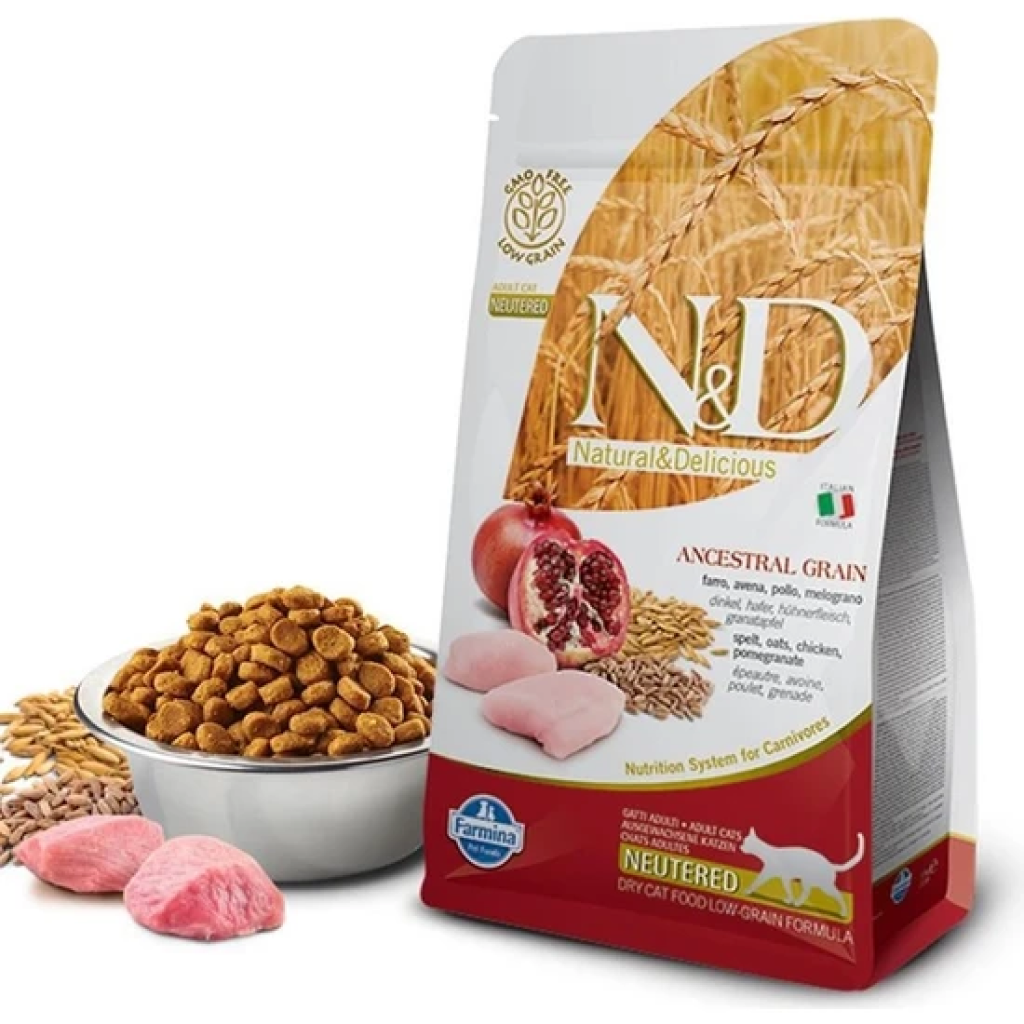 GMO FREE
LOW GRAIN
ADULT CAT
NEUTERED
N&D
Natural&Delicious
ITALIAN
FORMULA
ANCESTRAL GRAIN
farro, avena, pollo, melograno
dinkel, hafer, hühnerfleisch,
granatapfel
spelt, oats, chicken,
pomegranate
épeautre, avoine,
poulet, grenade
Nutrition System for Carnivores
Farmina
Pet Foods
GATTI ADULTI • ADULT CATS
AUSGEWACHSENE KATZEN
CHATS ADULTES
NEUTERED
DRY CAT FOOD LOW-GRAIN FORMULA